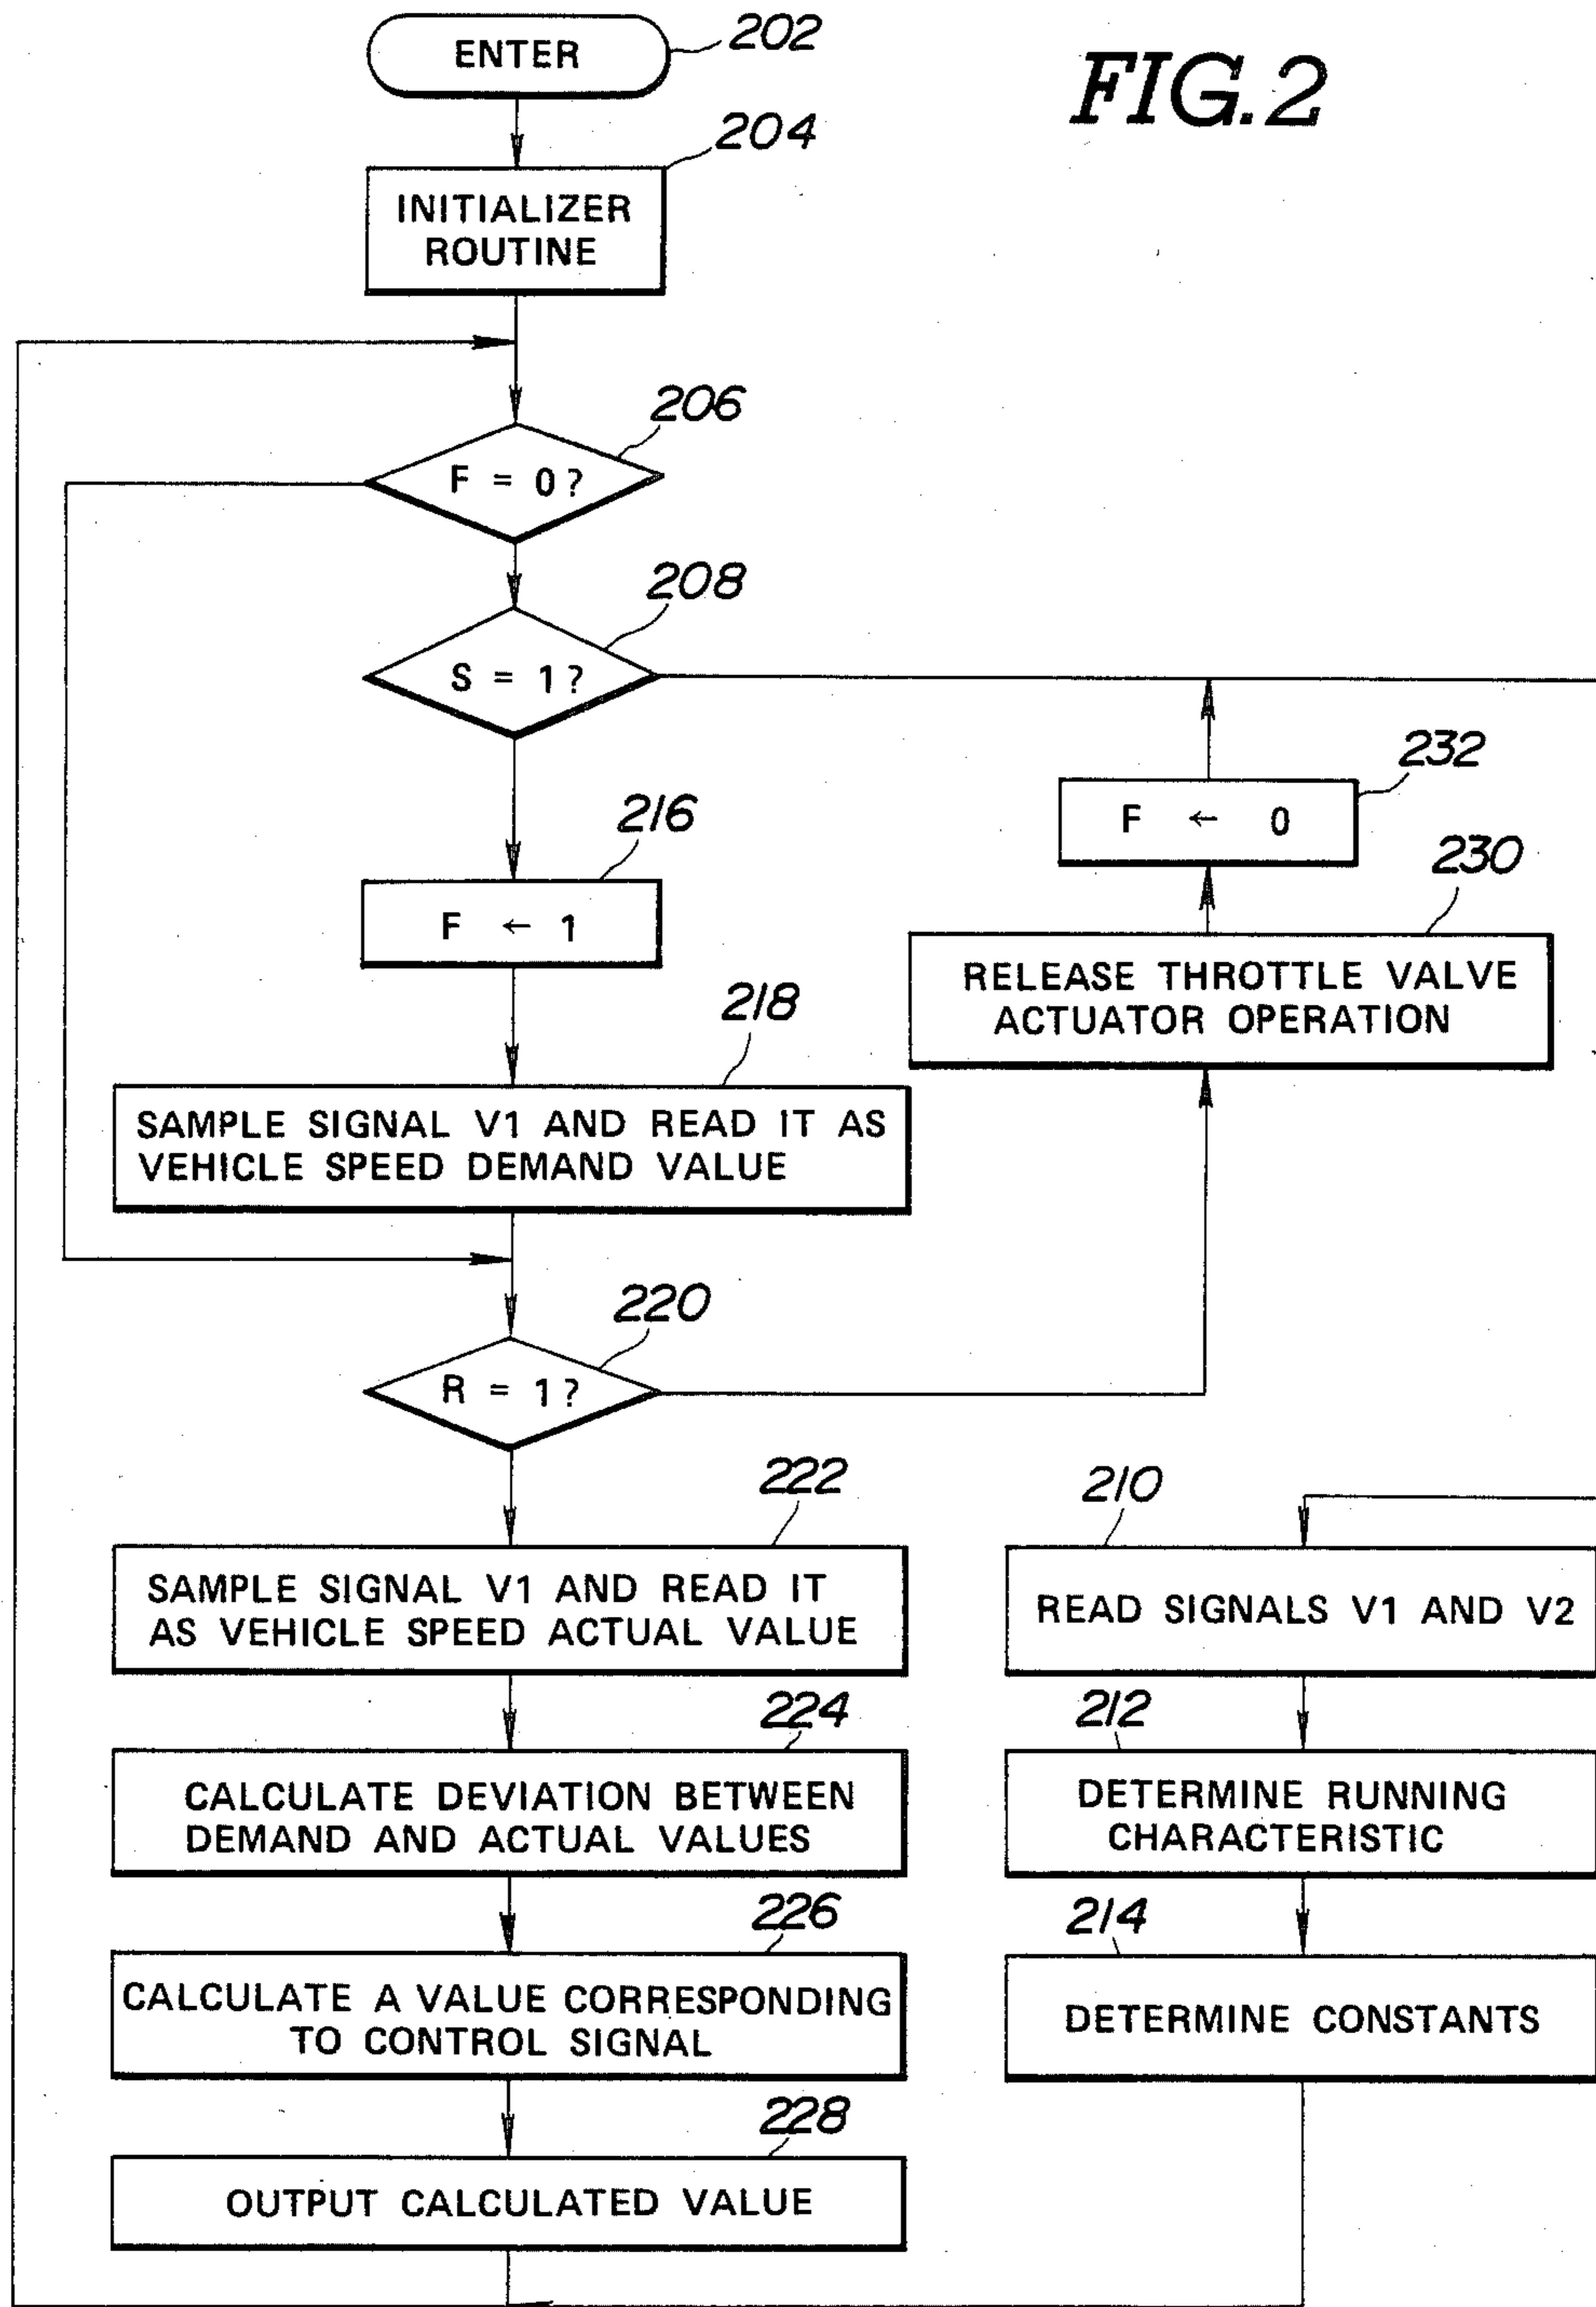 FIG.2
202
ENTER
204
INITIALIZER
ROUTINE
206
F = 0?
208
S = 1?
232
F ← 0
216
F ← 1
230
RELEASE THROTTLE VALVE
ACTUATOR OPERATION
218
SAMPLE SIGNAL V1 AND READ IT AS
VEHICLE SPEED DEMAND VALUE
220
R = 1?
222
SAMPLE SIGNAL V1 AND READ IT
AS VEHICLE SPEED ACTUAL VALUE
210
READ SIGNALS V1 AND V2
224
CALCULATE DEVIATION BETWEEN
DEMAND AND ACTUAL VALUES
212
DETERMINE RUNNING
CHARACTERISTIC
226
CALCULATE A VALUE CORRESPONDING
TO CONTROL SIGNAL
214
DETERMINE CONSTANTS
228
OUTPUT CALCULATED VALUE